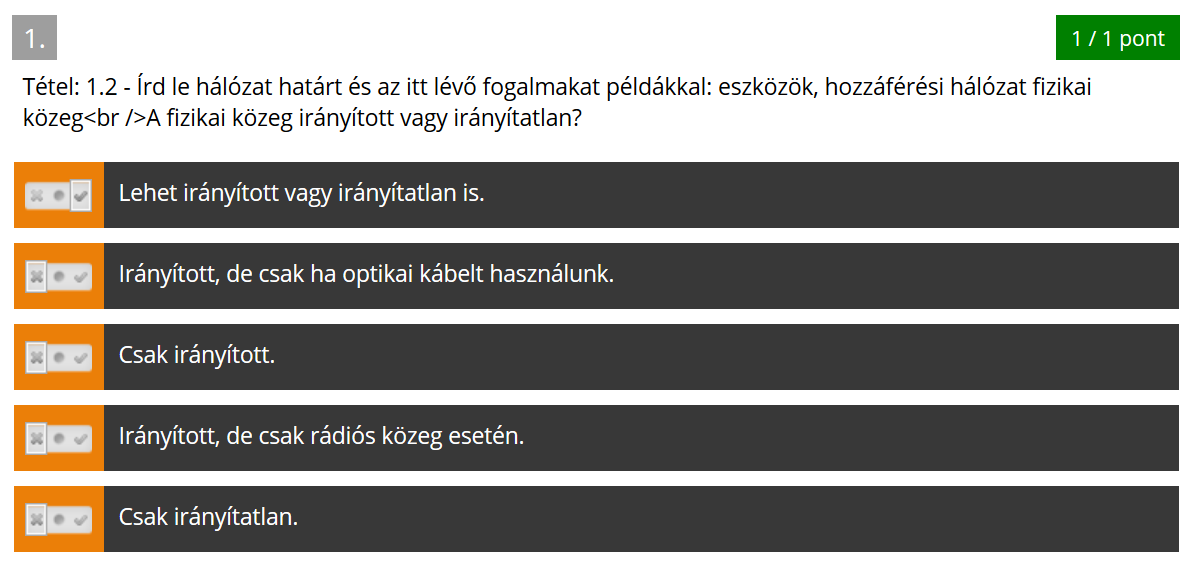 1.
1 / 1 pont
Tétel: 1.2 - Írd le hálózat határt és az itt lévő fogalmakat példákkal: eszközök, hozzáférési hálózat fizikai
közeg<br />A fizikai közeg irányított vagy irányítatlan?
Lehet irányított vagy irányítatlan is.
Irányított, de csak ha optikai kábelt használunk.
Csak irányított.
Irányított, de csak rádiós közeg esetén.
Csak irányítatlan.